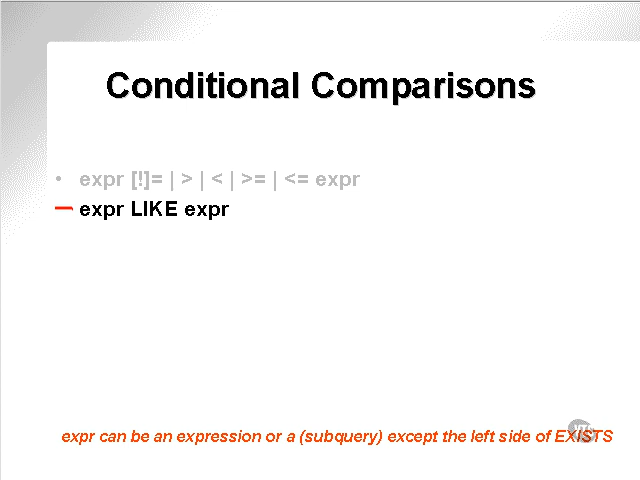 Conditional Comparisons
• expr [!]= | > | < | >= | <= expr
expr LIKE expr
expr can be an expression or a (subquery) except the left side of EXISTS